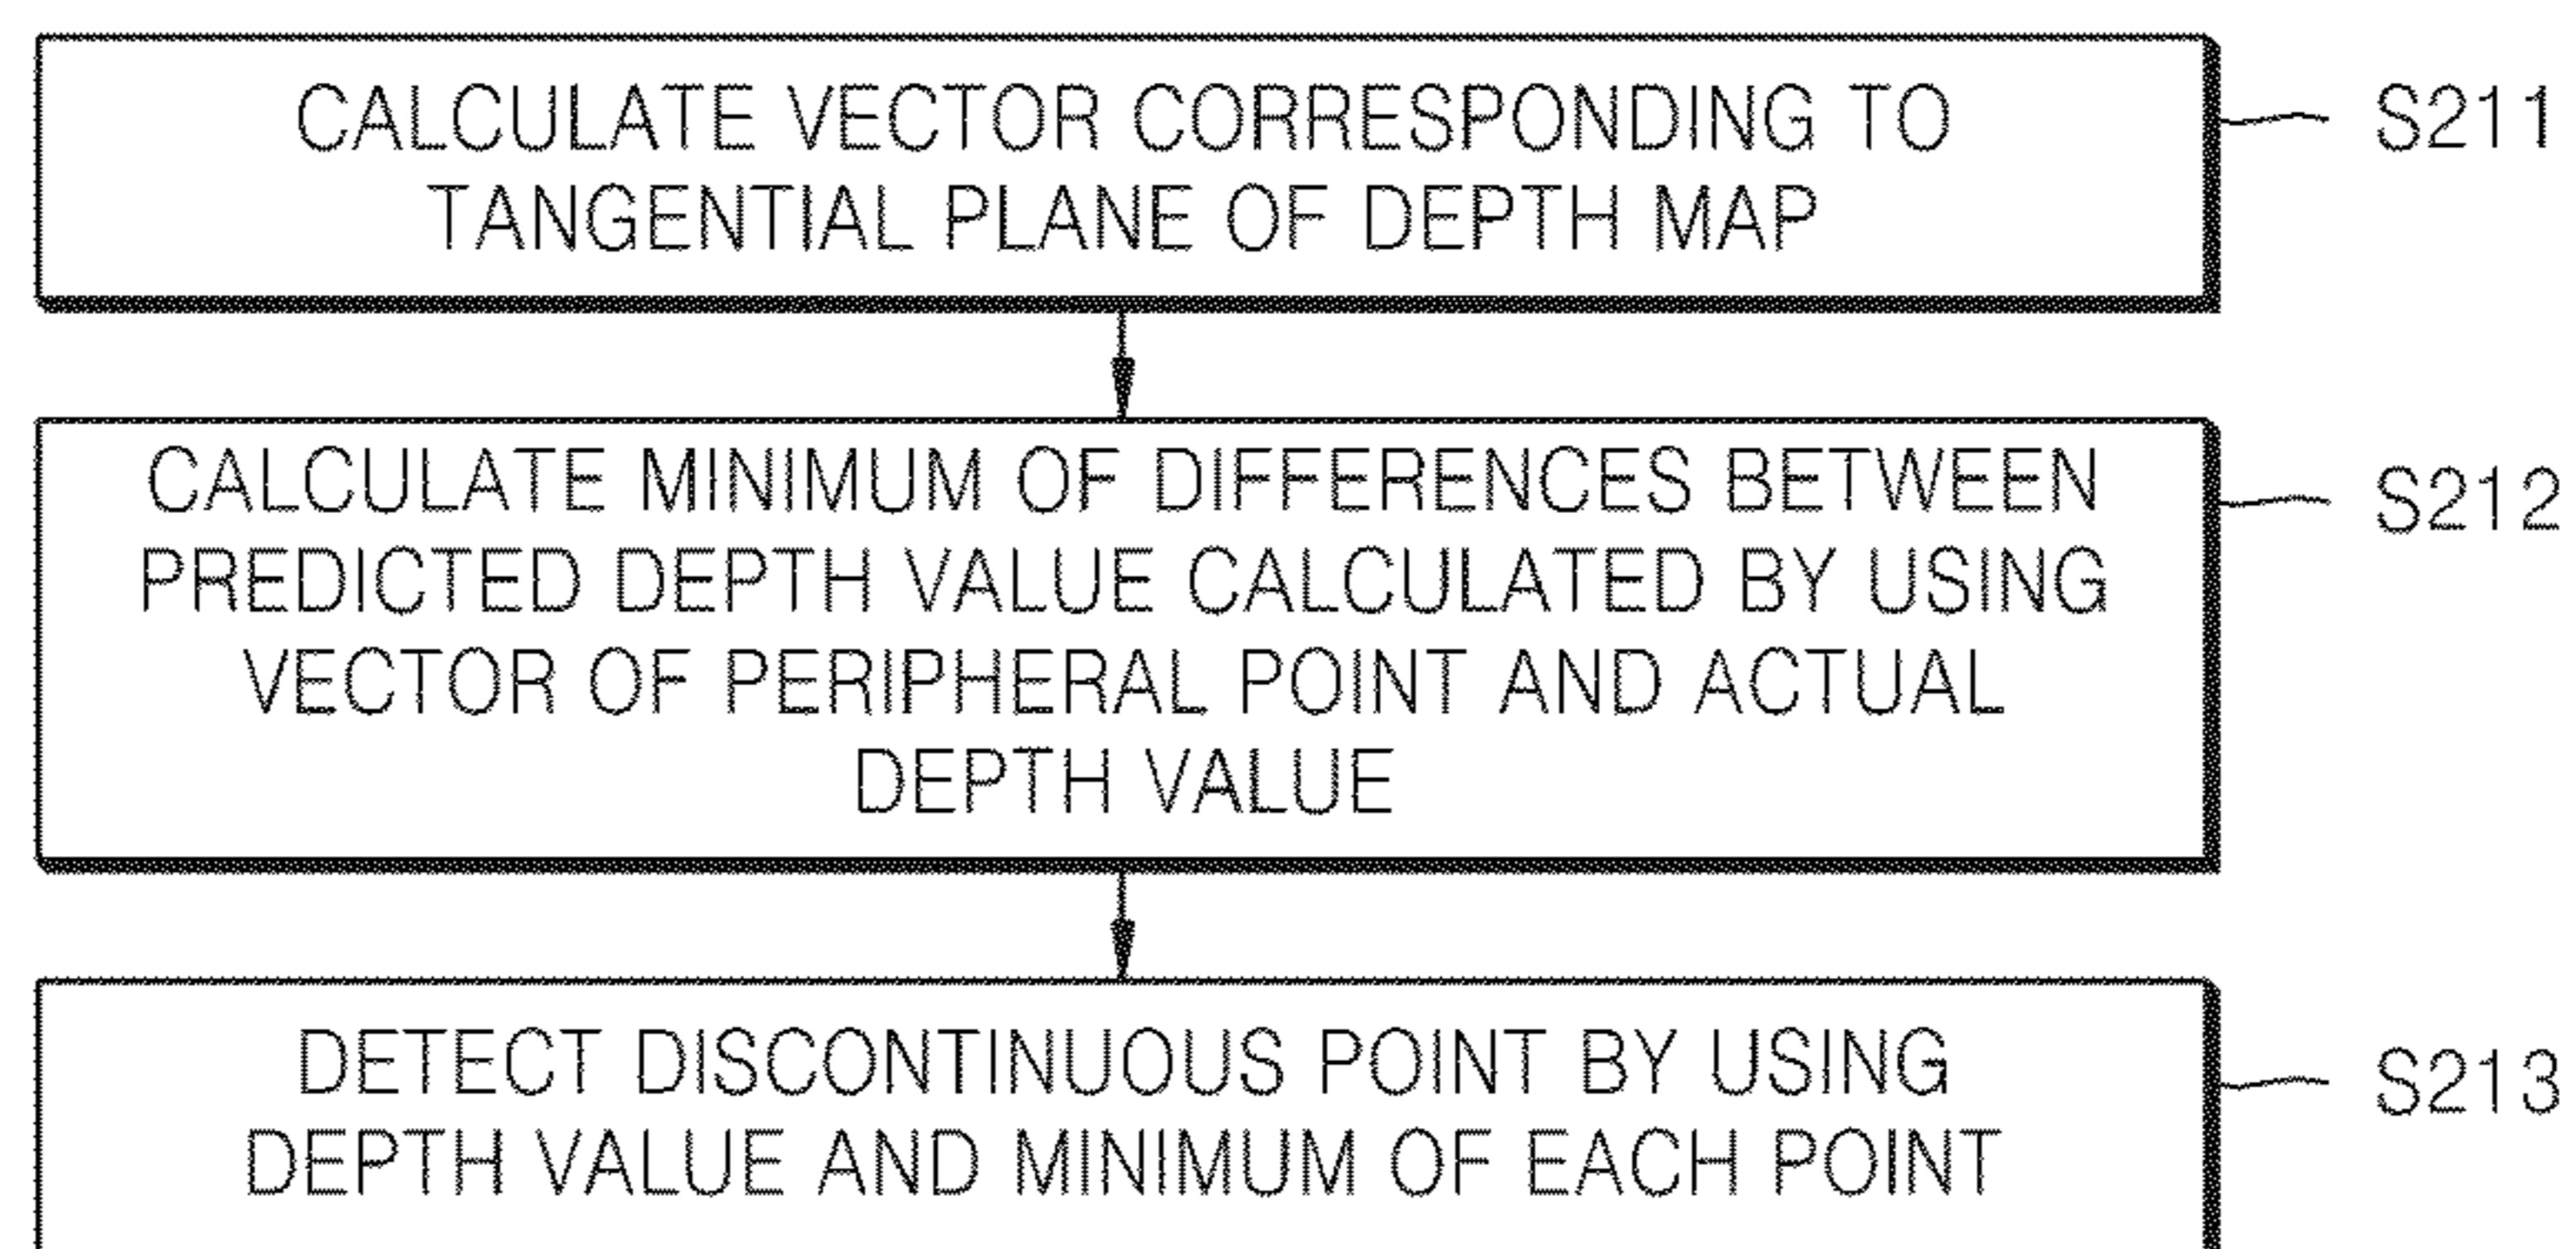 CALCULATE VECTOR CORRESPONDING TO
TANGENTIAL PLANE OF DEPTH MAP
S211
CALCULATE MINIMUM OF DIFFERENCES BETWEEN
PREDICTED DEPTH VALUE CALCULATED BY USING
VECTOR OF PERIPHERAL POINT AND ACTUAL
DEPTH VALUE
S212
DETECT DISCONTINUOUS POINT BY USING
DEPTH VALUE AND MINIMUM OF EACH POINT
S213